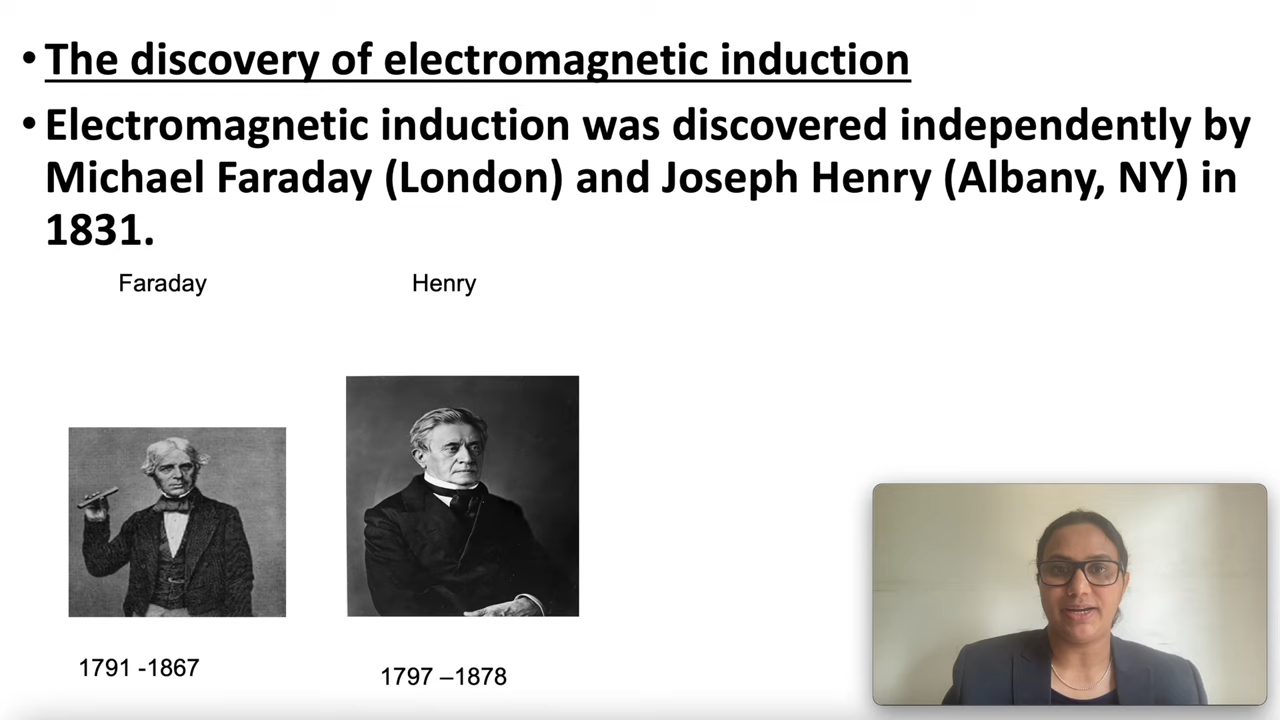 • The discovery of electromagnetic induction
• Electromagnetic induction was discovered independently by
Michael Faraday (London) and Joseph Henry (Albany, NY) in
1831.
Faraday
Henry
1791 -1867
1797 –1878